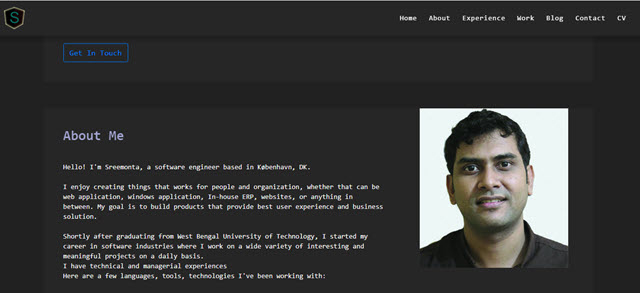 S
Home About Experience Work Blog Contact CV
Get In Touch
About Me
Hello! I'm Sreemonta, a software engineer based in København, DK.
I enjoy creating things that works for people and organization, whether that can be
web application, windows application, In-house ERP, websites, or anything in
between. My goal is to build products that provide best user experience and business
solution.
Shortly after graduating from West Bengal University of Technology, I started my
career in software industries where I work on a wide variety of interesting and
meaningful projects on a daily basis.
I have technical and managerial experiences
Here are a few languages, tools, technologies I've been working with: